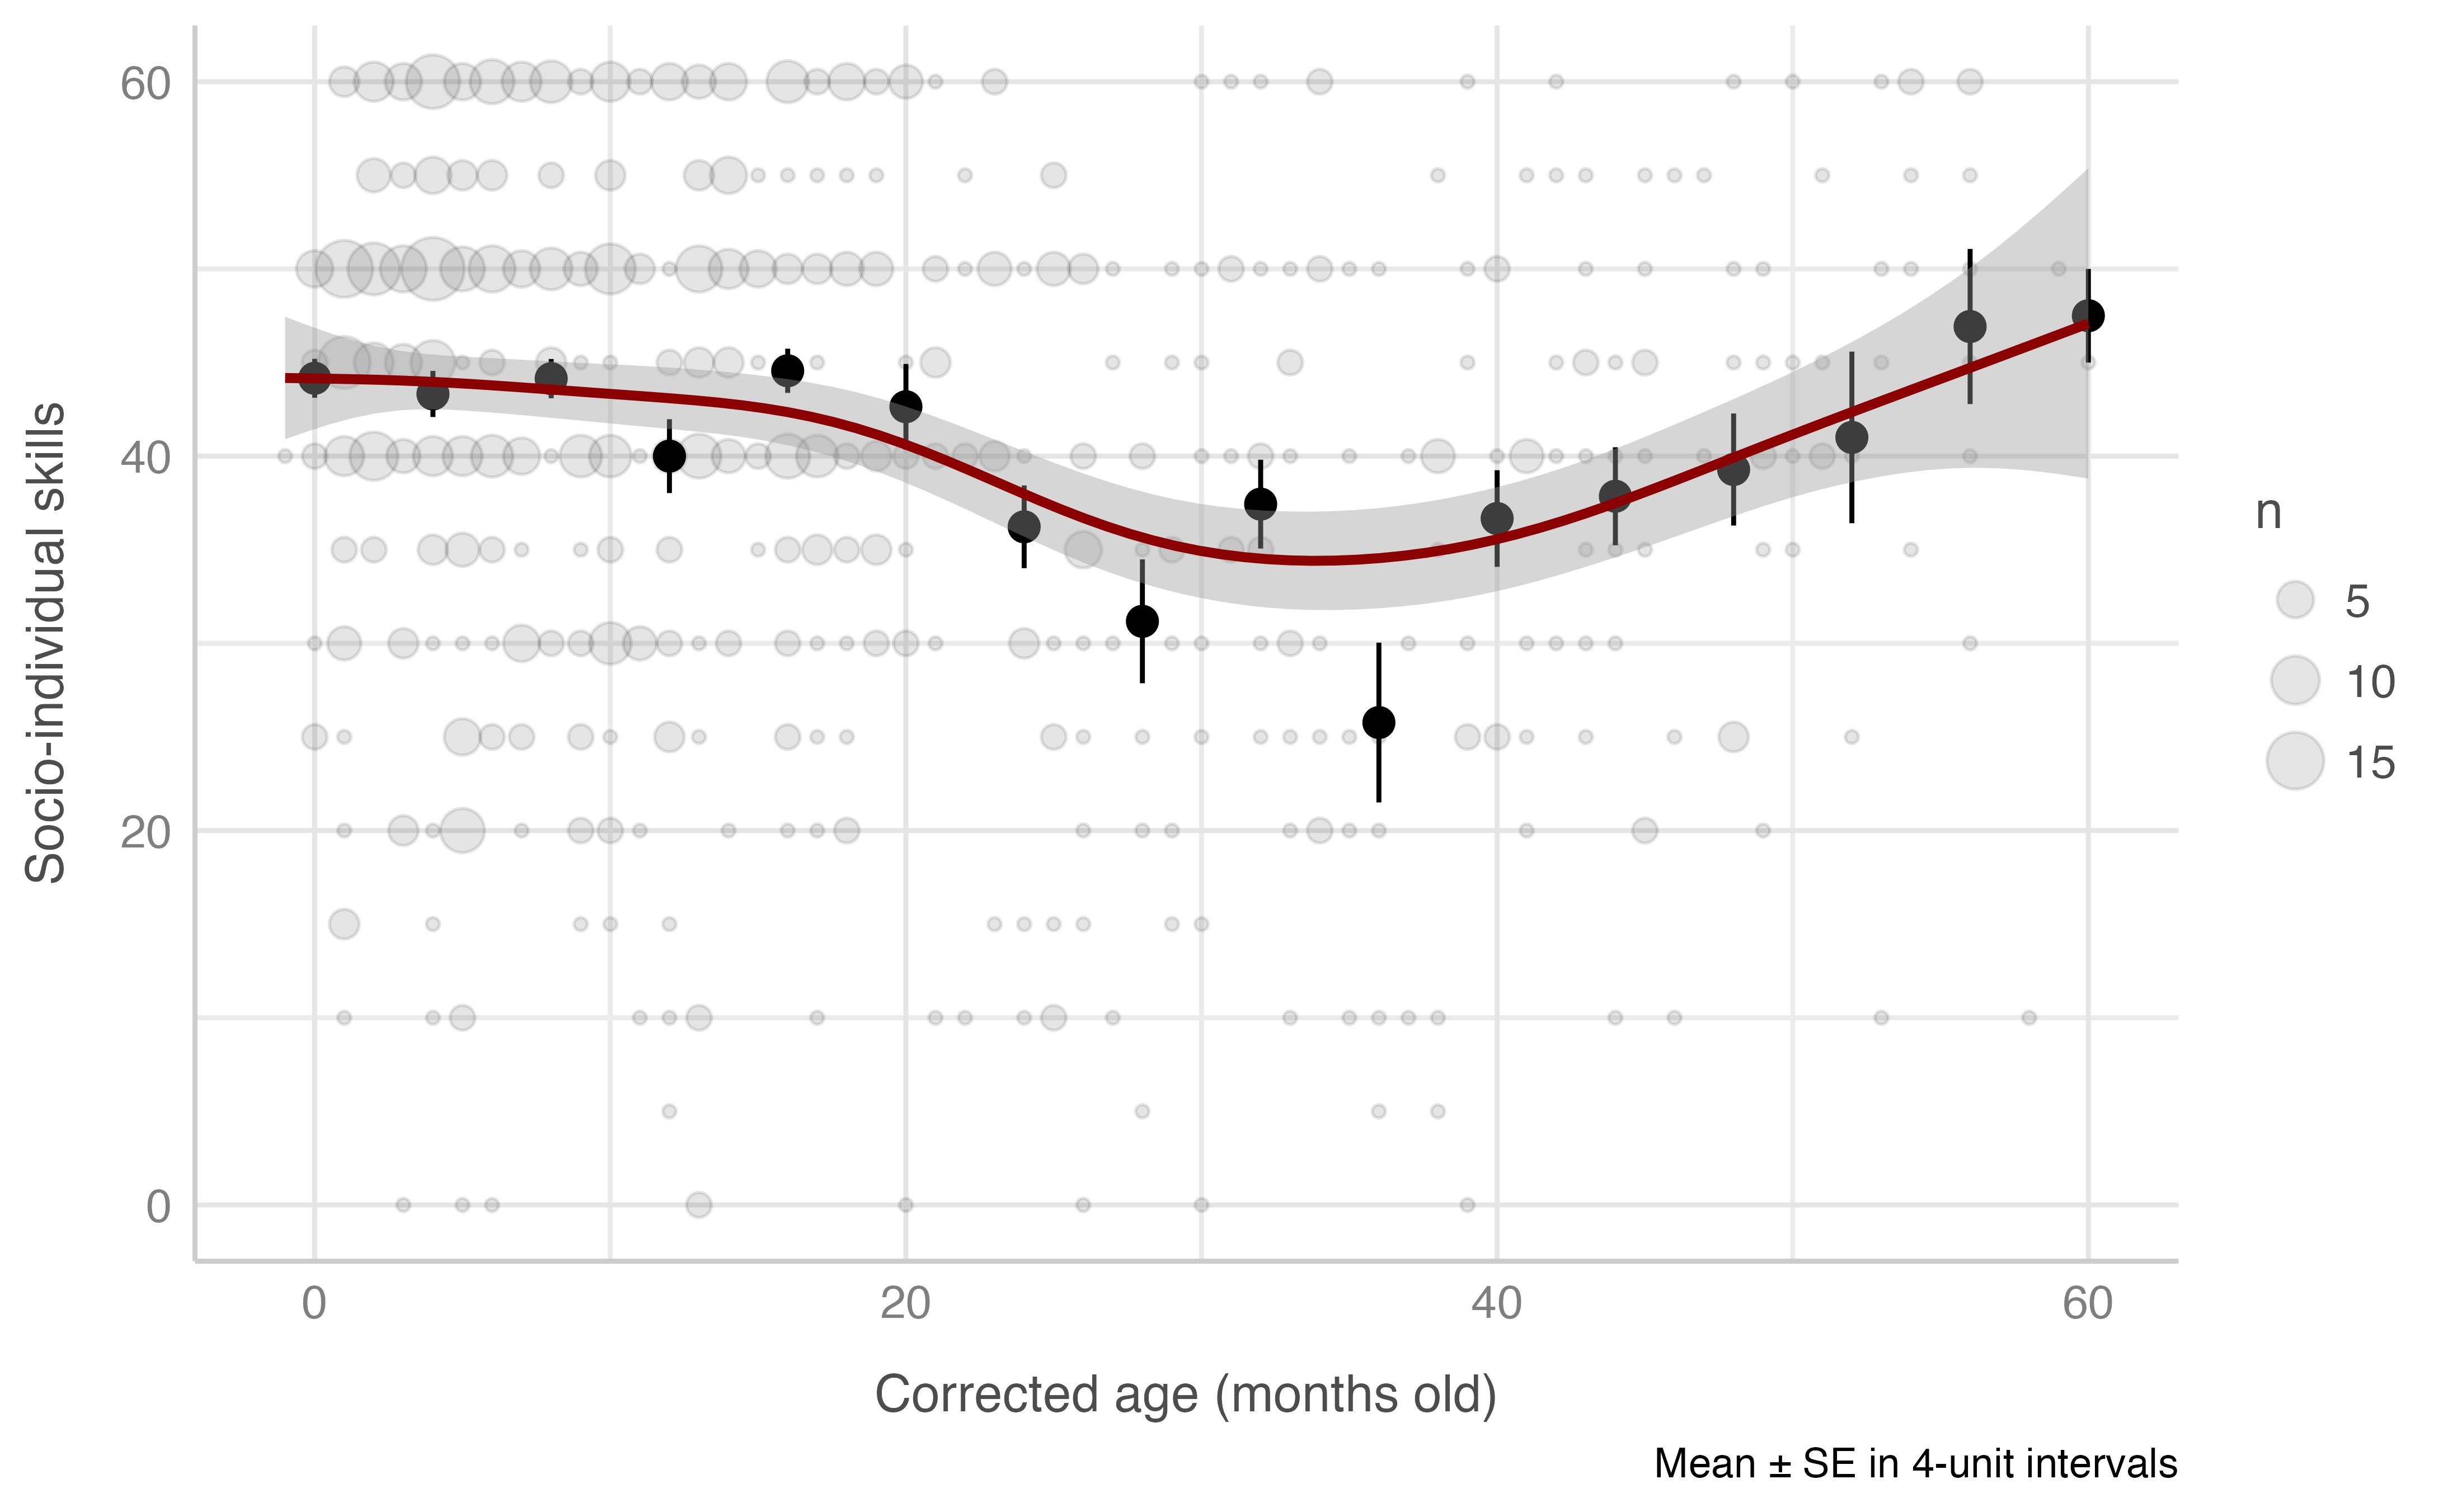 Socio-individual skills
60
40
20
0
0 20 40 60
Corrected age (months old)
Mean ± SE in 4-unit intervals
n
5
10
15